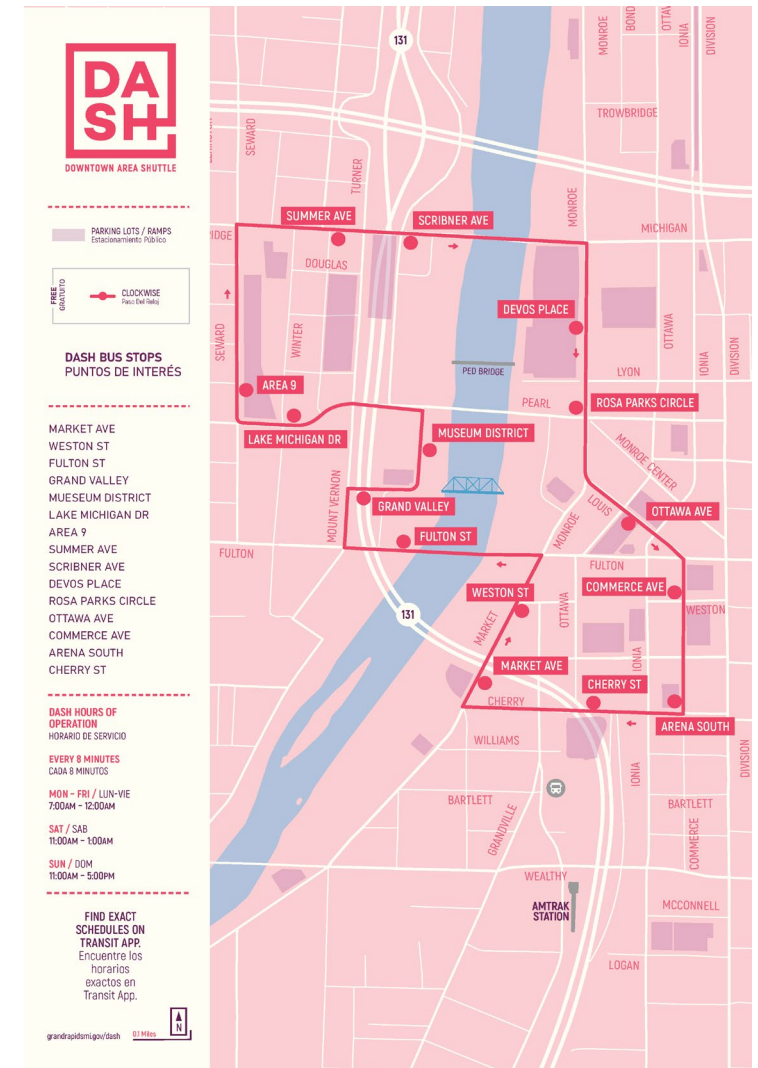 DA
SH
DOWNTOWN AREA SHUTTLE
PARKING LOTS / RAMPS
Estacionamiento Público
FREE
GRATUITO
CLOCKWISE
Paso Del Reloj
DASH BUS STOPS
PUNTOS DE INTERÉS
MARKET AVE
WESTON ST
FULTON ST
GRAND VALLEY
MUESEUM DISTRICT
LAKE MICHIGAN DR
AREA 9
SUMMER AVE
SCRIBNER AVE
DEVOS PLACE
ROSA PARKS CIRCLE
OTTAWA AVE
COMMERCE AVE
ARENA SOUTH
CHERRY ST
DASH HOURS OF
OPERATION
HORARIO DE SERVICIO
EVERY 8 MINUTES
CADA 8 MINUTOS
MON – FRI / LUN-VIE
7:00AM – 12:00AM
SAT / SAB
11:00AM – 1:00AM
SUN / DOM
11:00AM – 5:00PM
FIND EXACT
SCHEDULES ON
TRANSIT APP.
Encuentre los
horarios
exactos en
Transit App.
grandrapidsmi.gov/dash
0.1 Miles
N
131
MONROE
BOND
OTTAWA
IONIA
DIVISION
TROWBRIDGE
SEWARD
TURNER
MONROE
SUMMER AVE
SCRIBNER AVE
MICHIGAN
IDGE
DOUGLAS
DEVOS PLACE
SEWARD
WINTER
OTTAWA
IONIA
DIVISION
PED BRIDGE
LYON
AREA 9
PEARL
ROSA PARKS CIRCLE
LAKE MICHIGAN DR
MUSEUM DISTRICT
MONROE CENTER
MOUNT VERNON
GRAND VALLEY
LOUIS
OTTAWA AVE
MONROE
FULTON ST
FULTON
FULTON
WESTON ST
COMMERCE AVE
131
MARKET
OTTAWA
WESTON
IONIA
MARKET AVE
CHERRY ST
CHERRY
ARENA SOUTH
WILLIAMS
DIVISION
IONIA
BARTLETT
GRANDVILLE
BARTLETT
COMMERCE
WEALTHY
AMTRAK
STATION
MCCONNELL
LOGAN